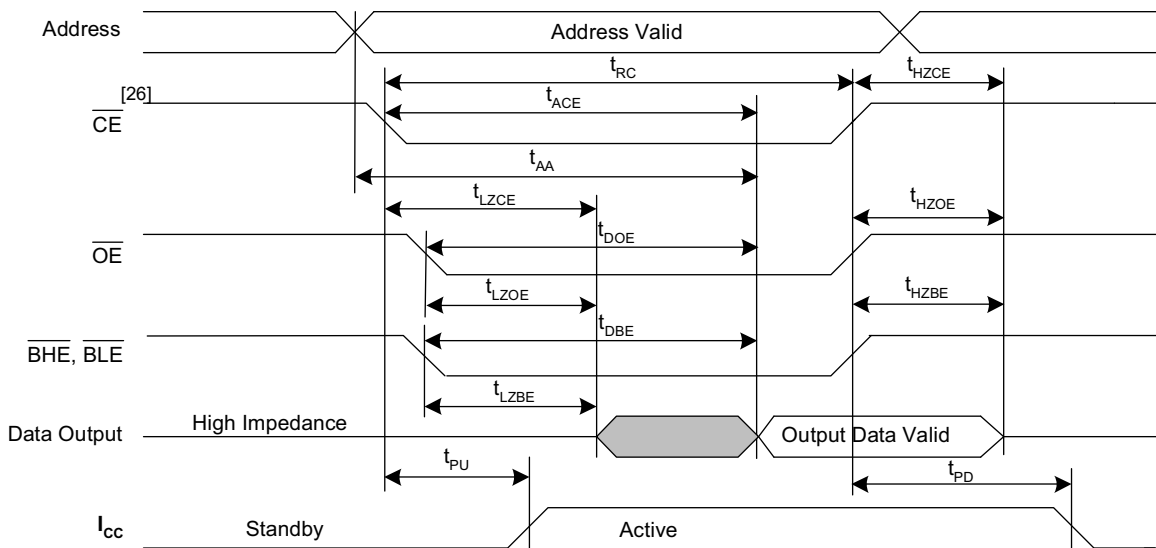 Address
Address Valid
t_RC
t_HZCE
[26]
CE
t_ACE
t_AA
t_LZCE
t_HZOE
t_DOE
OE
t_LZOE
t_HZBE
t_DBE
BHE, BLE
t_LZBE
High Impedance
Data Output
Output Data Valid
t_PU
t_PD
I_CC
Standby
Active